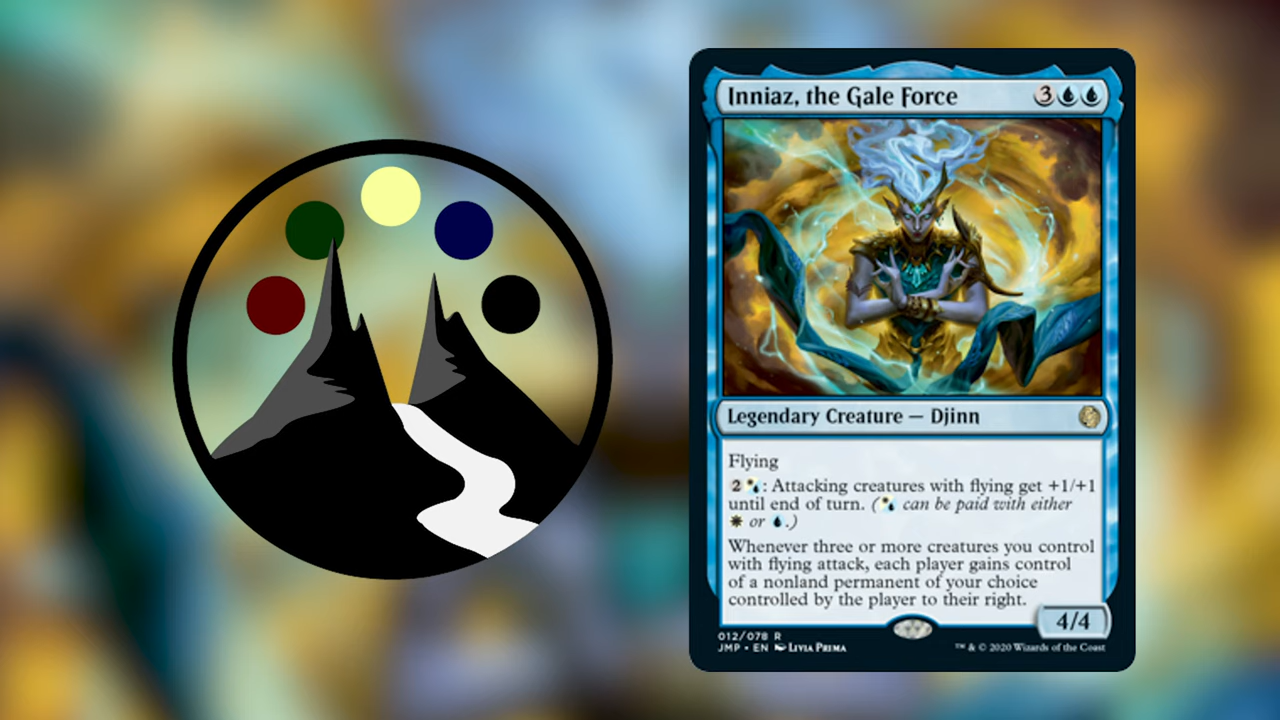 Inniaz, the Gale Force 3
Legendary Creature — Djinn
Flying
2 : Attacking creatures with flying get +1/+1
until end of turn. ( can be paid with either
or .)
Whenever three or more creatures you control
with flying attack, each player gains control
of a nonland permanent of your choice
controlled by the player to their right.
4/4
012/078 R
JMP • EN Livia Prima
™ & © 2020 Wizards of the Coast